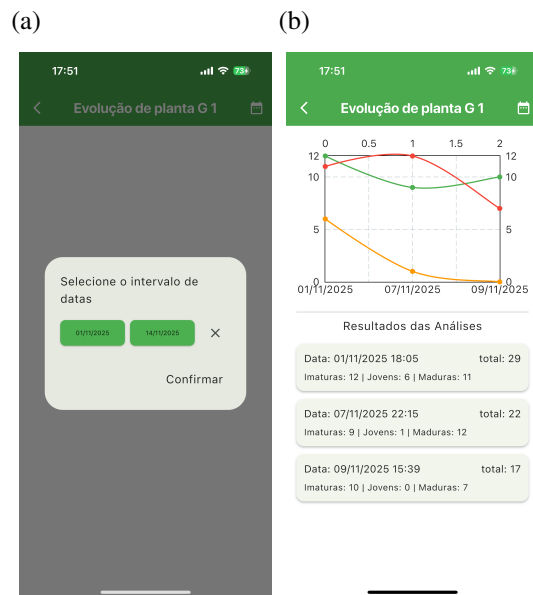 (a)
17:51
73
Evolução de planta G 1
Selecione o intervalo de
datas
01/11/2025 14/11/2025 ×
Confirmar
(b)
17:51
73
Evolução de planta G 1
0 0.5 1 1.5 2
12 12
10 10
5 5
0 0
01/11/2025 07/11/2025 09/11/2025
Resultados das Análises
Data: 01/11/2025 18:05 total: 29
Imaturas: 12 | Jovens: 6 | Maduras: 11
Data: 07/11/2025 22:15 total: 22
Imaturas: 9 | Jovens: 1 | Maduras: 12
Data: 09/11/2025 15:39 total: 17
Imaturas: 10 | Jovens: 0 | Maduras: 7